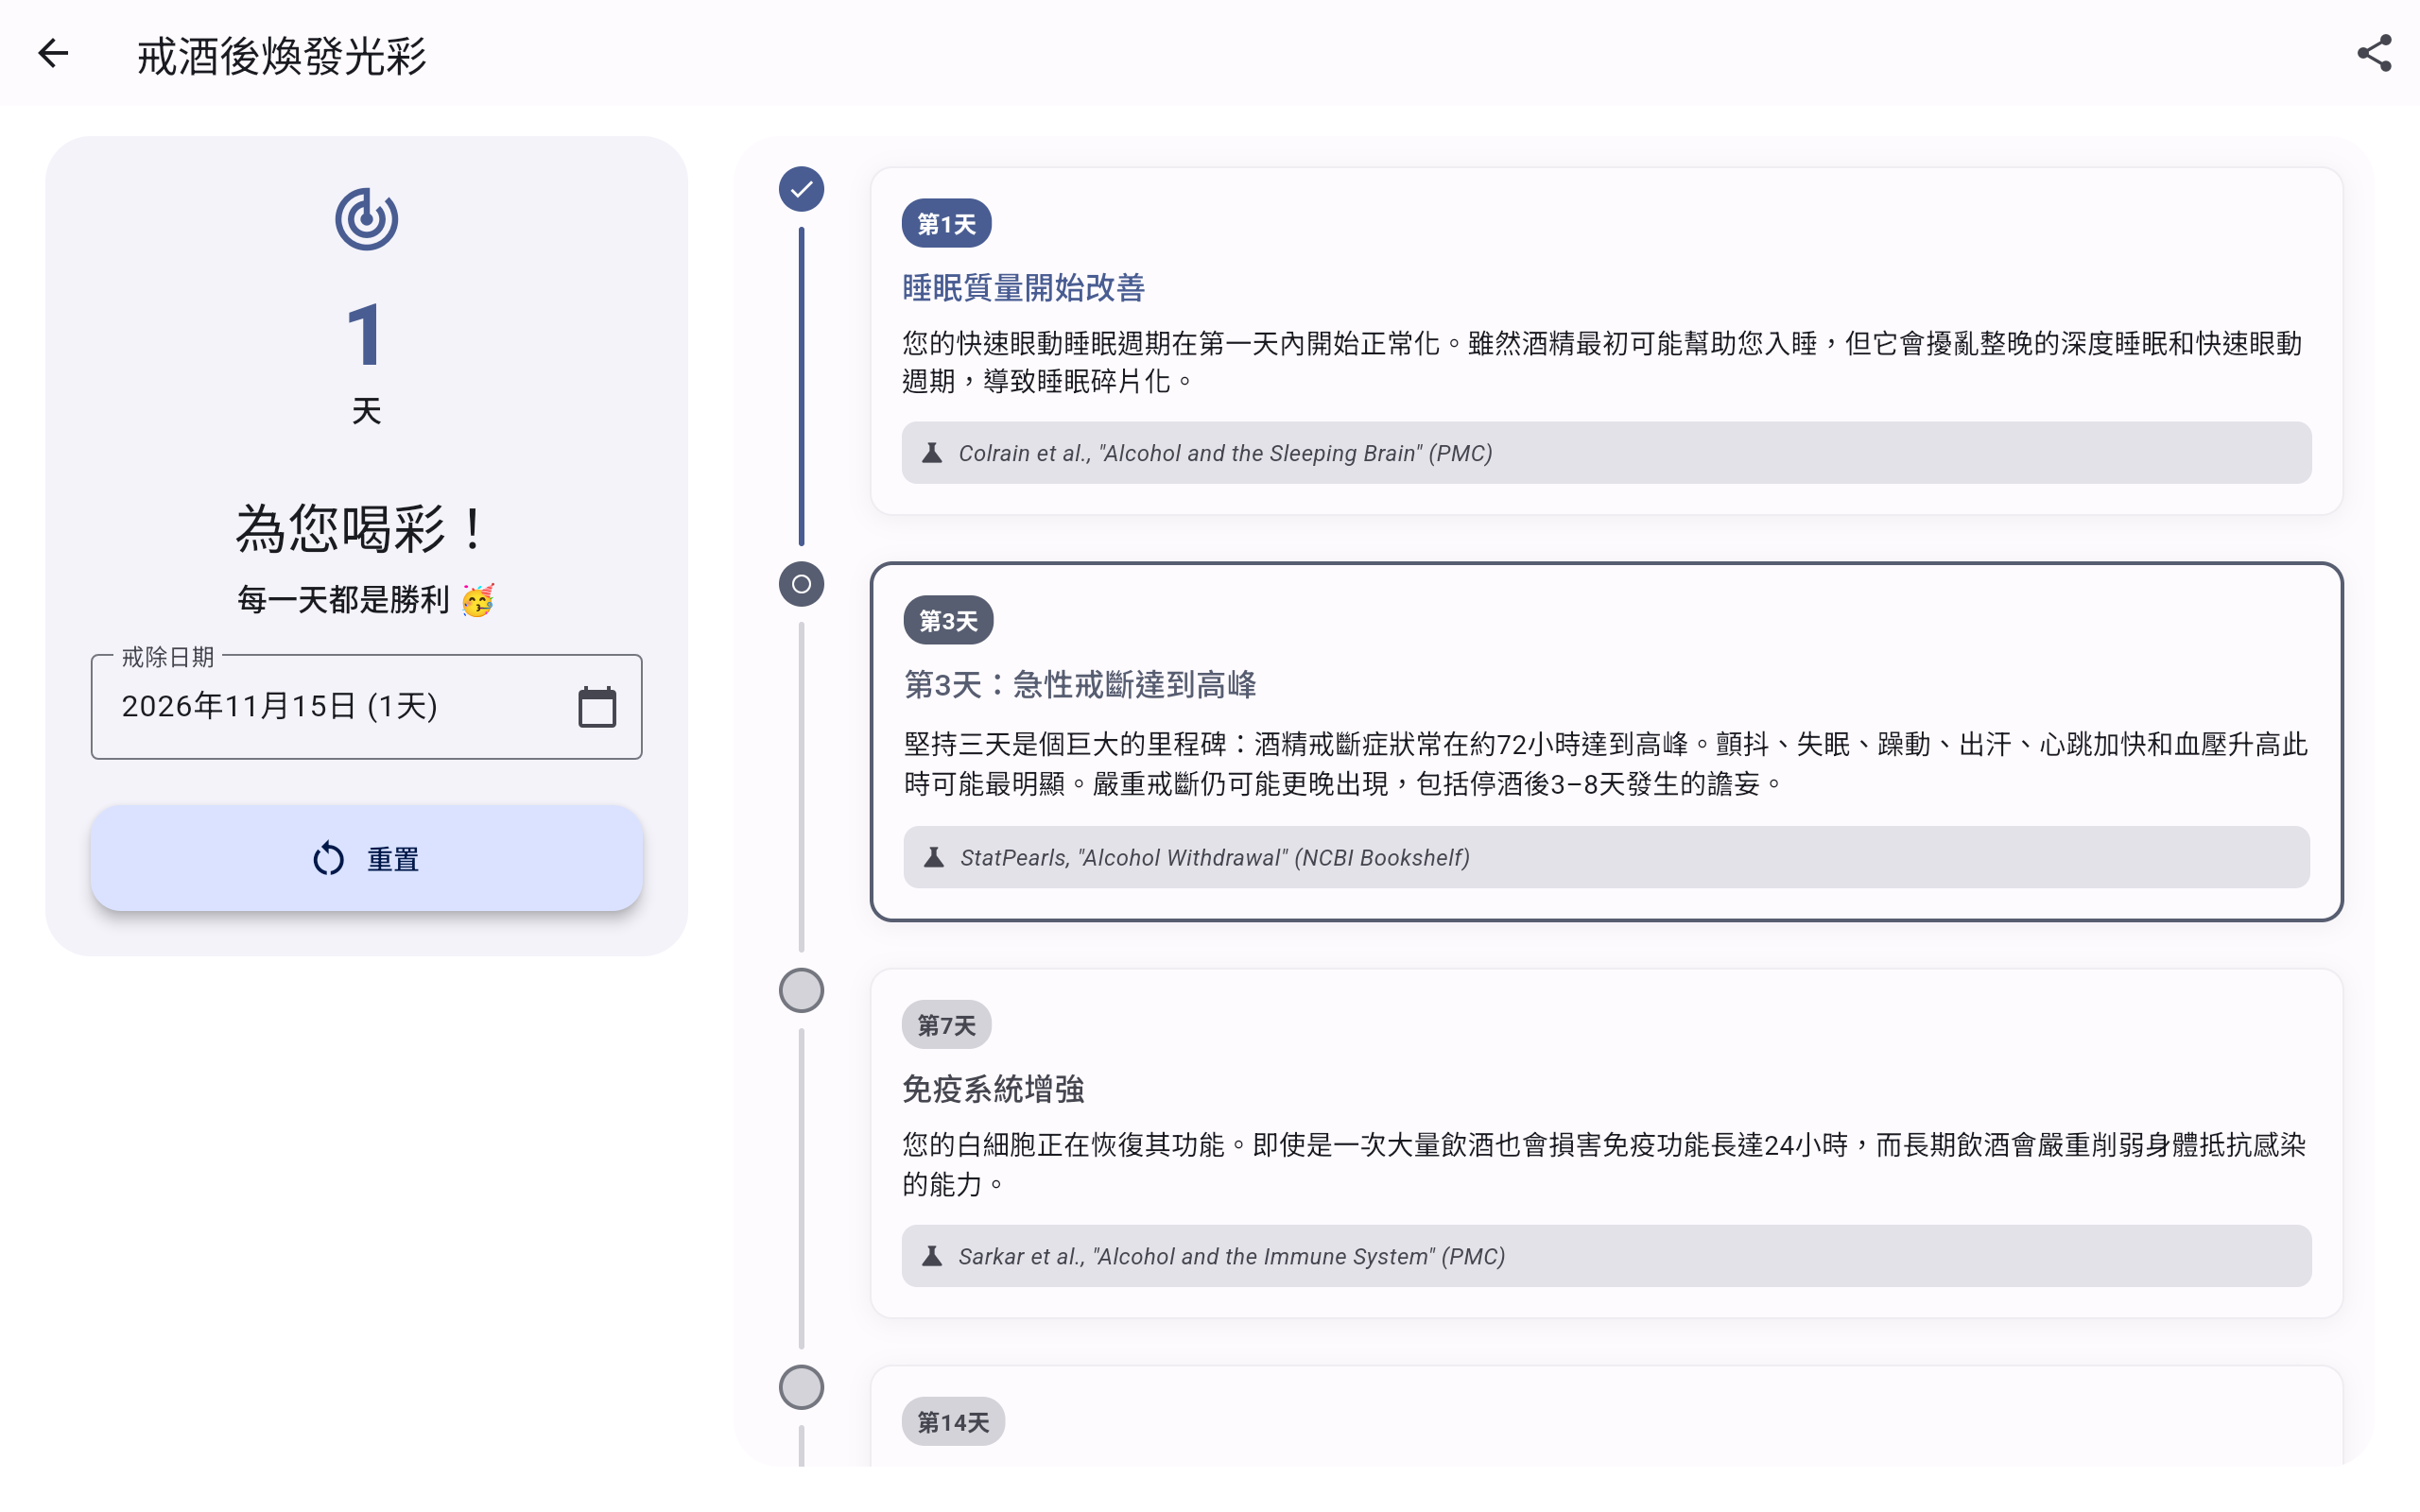 戒酒後煥發光彩
1
天
為您喝彩！
每一天都是勝利 🥳
戒除日期
2026年11月15日 (1天)
重置
第1天
睡眠質量開始改善
您的快速眼動睡眠週期在第一天內開始正常化。雖然酒精最初可能幫助您入睡，但它會擾亂整晚的深度睡眠和快速眼動
週期，導致睡眠碎片化。
Colrain et al., "Alcohol and the Sleeping Brain" (PMC)
第3天
第3天：急性戒斷達到高峰
堅持三天是個巨大的里程碑：酒精戒斷症狀常在約72小時達到高峰。顫抖、失眠、躁動、出汗、心跳加快和血壓升高此
時可能最明顯。嚴重戒斷仍可能更晚出現，包括停酒後3–8天發生的譫妄。
StatPearls, "Alcohol Withdrawal" (NCBI Bookshelf)
第7天
免疫系統增強
您的白細胞正在恢復其功能。即使是一次大量飲酒也會損害免疫功能長達24小時，而長期飲酒會嚴重削弱身體抵抗感染
的能力。
Sarkar et al., "Alcohol and the Immune System" (PMC)
第14天